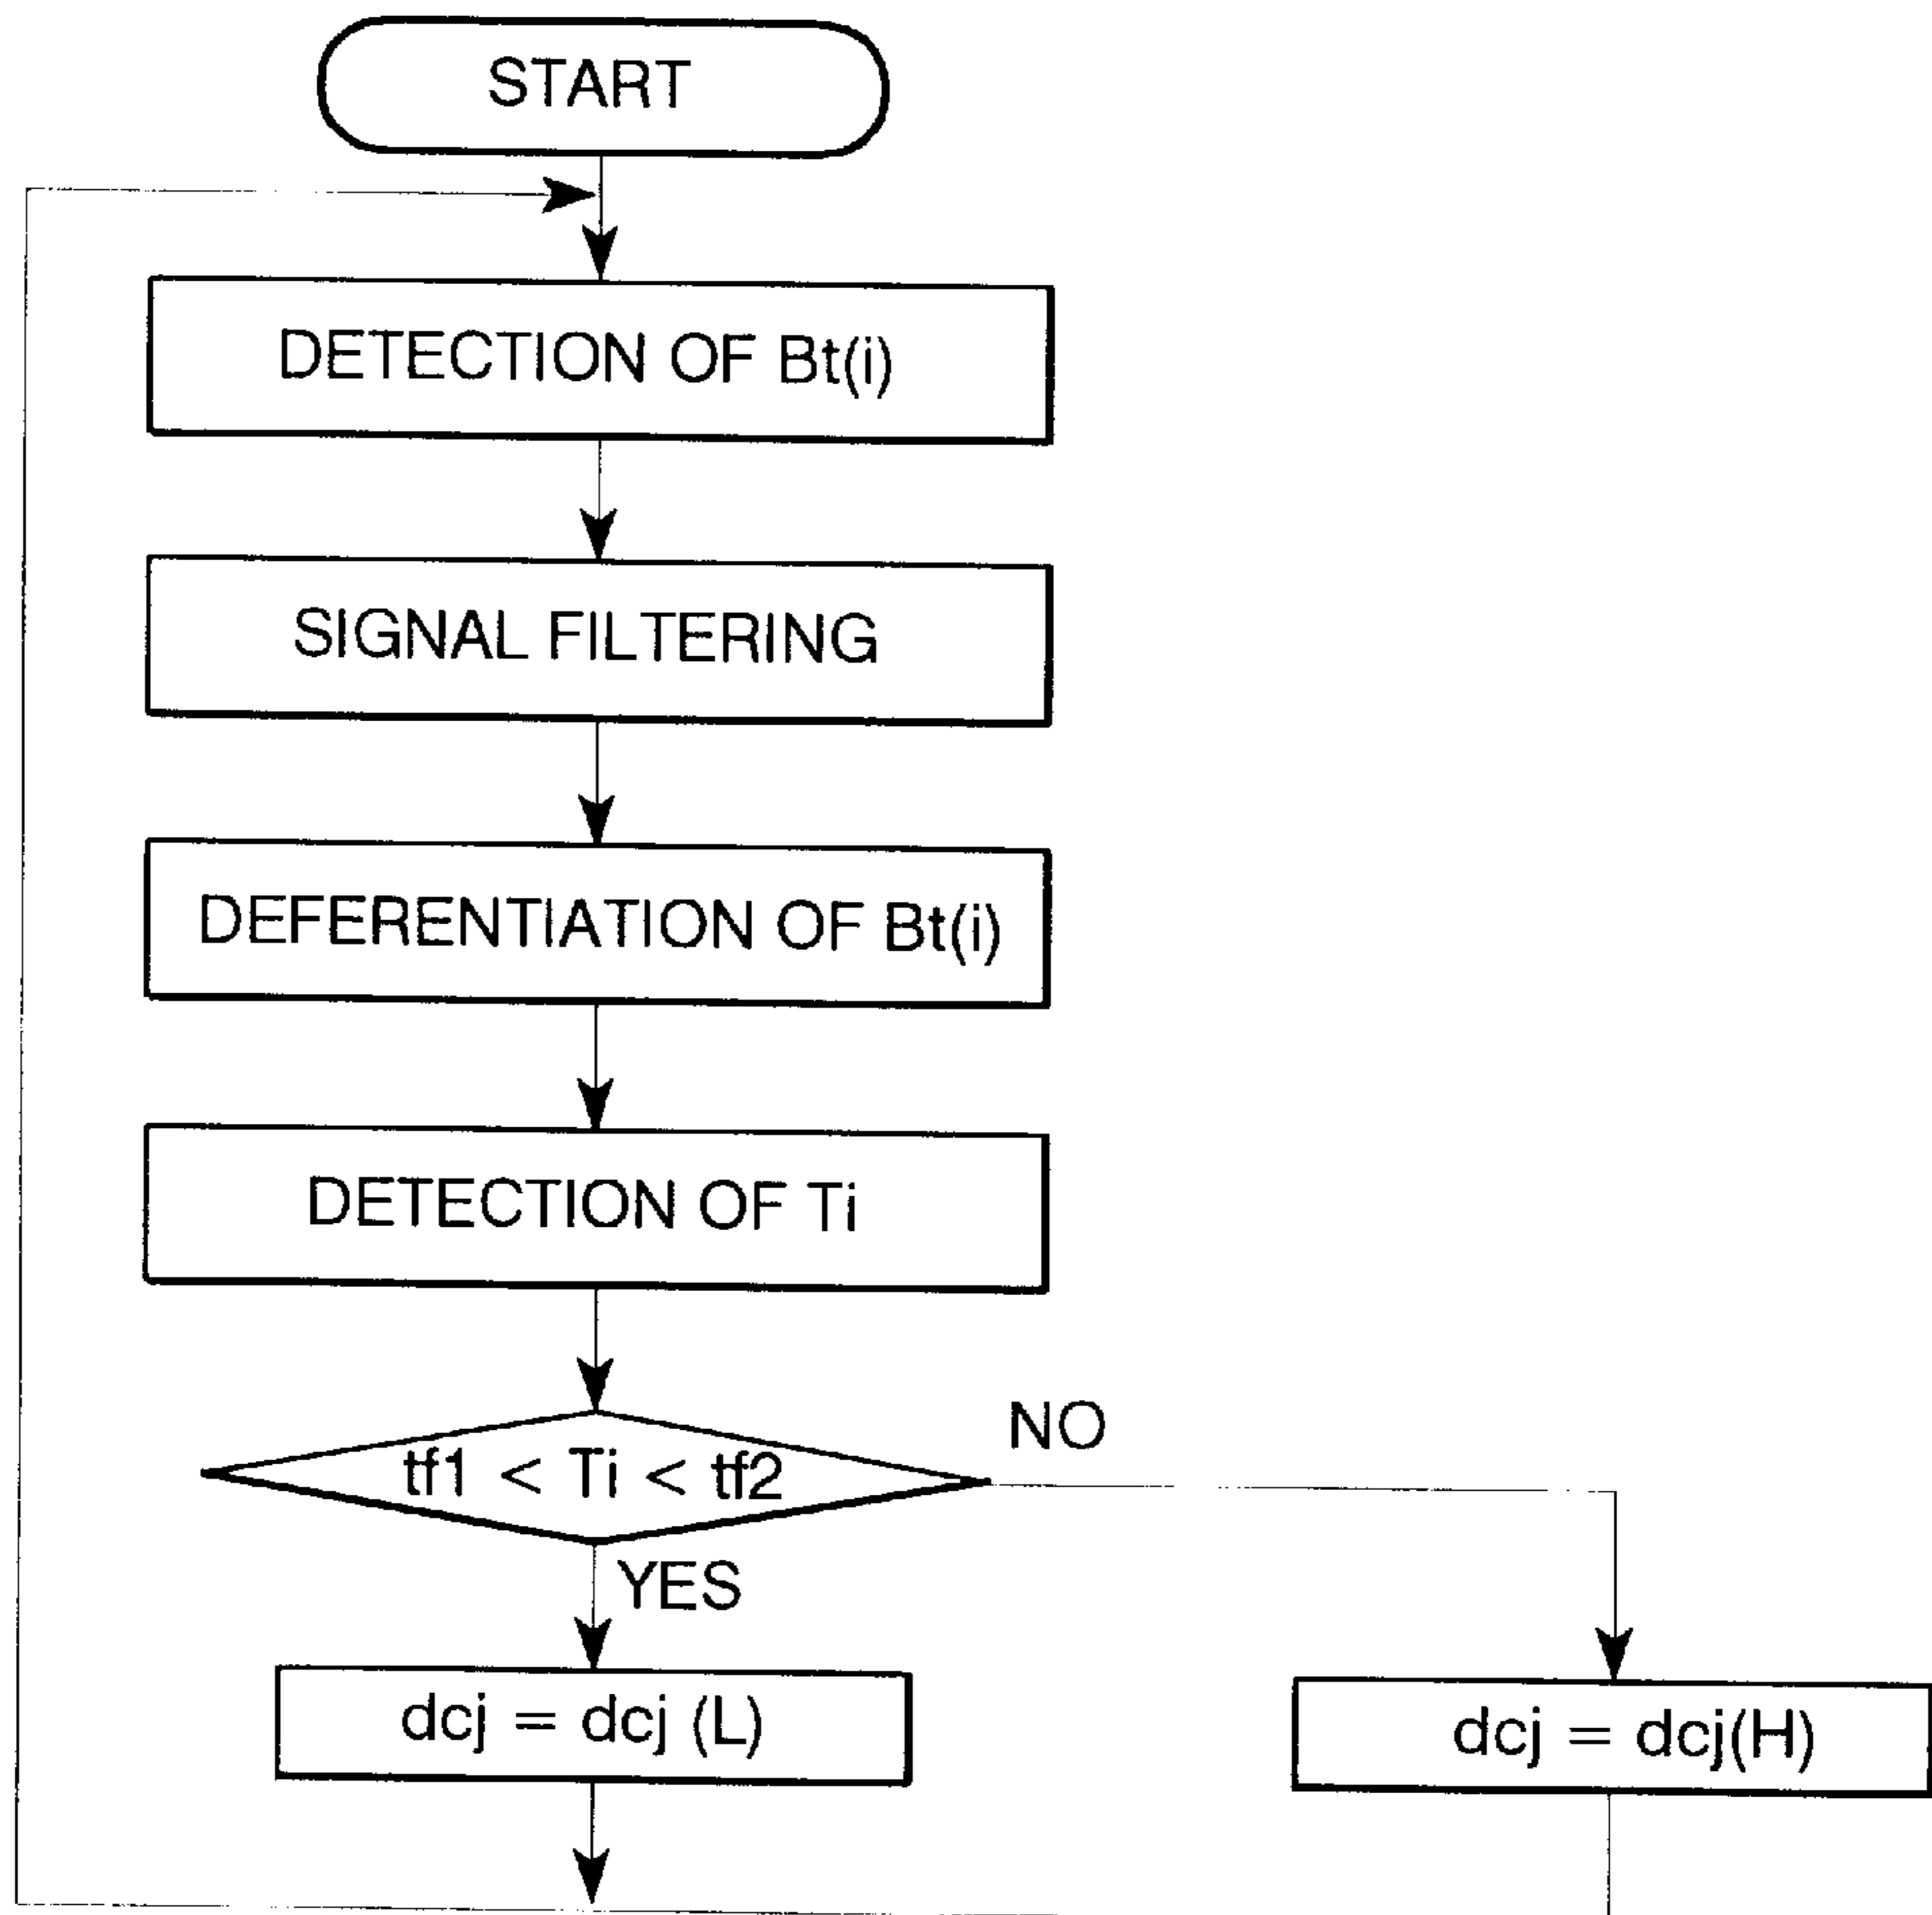 START
DETECTION OF Bt(i)
SIGNAL FILTERING
DEFERENTIATION OF Bt(i)
DETECTION OF Ti
tf1 < Ti < tf2
NO
YES
dcj = dcj (L)
dcj = dcj(H)